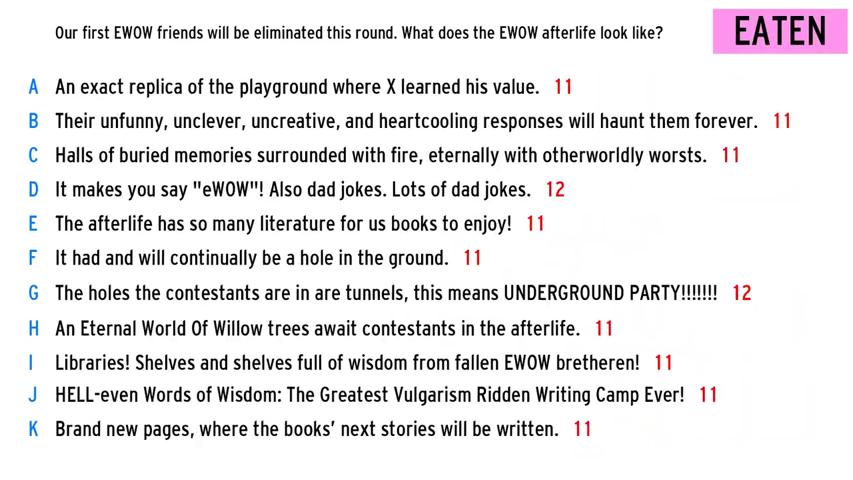 Our first EWOW friends will be eliminated this round. What does the EWOW afterlife look like?
EATEN
A An exact replica of the playground where X learned his value. 11
B Their unfunny, unclever, uncreative, and heartcooling responses will haunt them forever. 11
C Halls of buried memories surrounded with fire, eternally with otherworldly worsts. 11
D It makes you say "eWOW"! Also dad jokes. Lots of dad jokes. 12
E The afterlife has so many literature for us books to enjoy! 11
F It had and will continually be a hole in the ground. 11
G The holes the contestants are in are tunnels, this means UNDERGROUND PARTY!!!!!!! 12
H An Eternal World Of Willow trees await contestants in the afterlife. 11
I Libraries! Shelves and shelves full of wisdom from fallen EWOW bretheren! 11
J HELL-even Words of Wisdom: The Greatest Vulgarism Ridden Writing Camp Ever! 11
K Brand new pages, where the books’ next stories will be written. 11